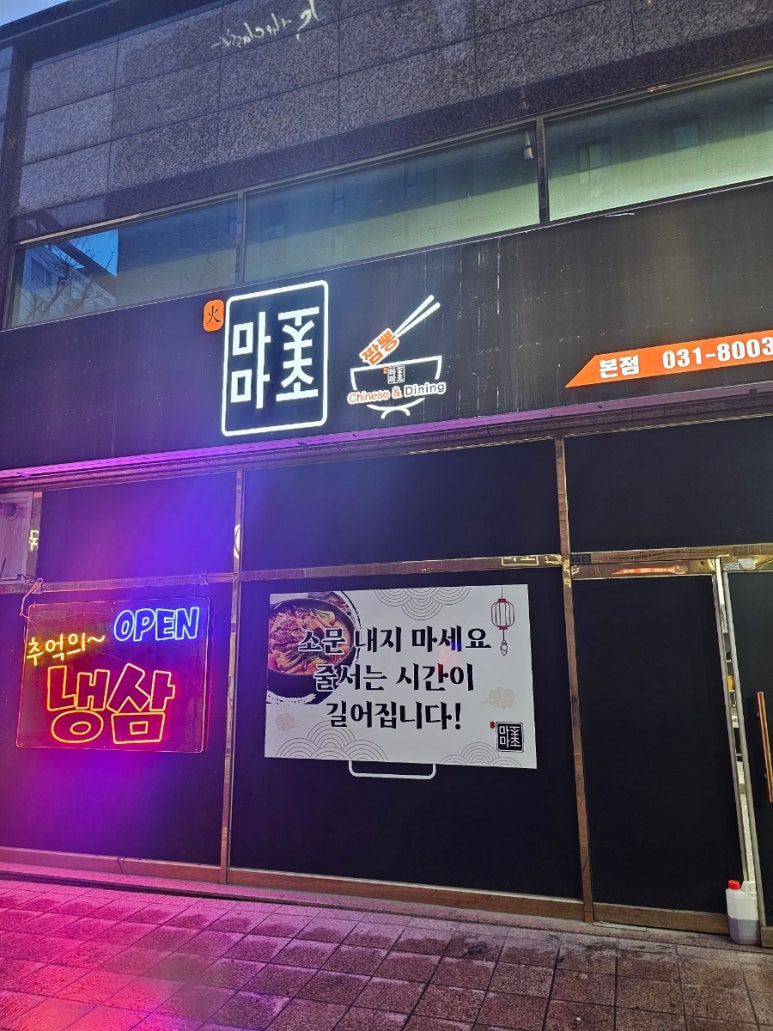 火
마초
마초
짬뽕
Chinese & Dining
본점 031-8003
추억의~ OPEN
냉삼
소문 내지 마세요
줄서는 시간이
길어집니다!
마초
마초